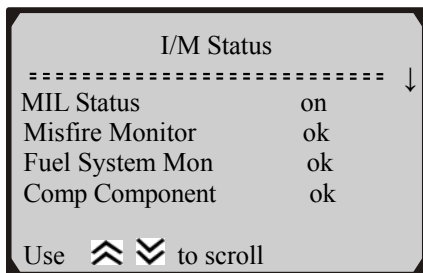 I/M Status
============================ ↓
MIL Status on
Misfire Monitor ok
Fuel System Mon ok
Comp Component ok
Use to scroll